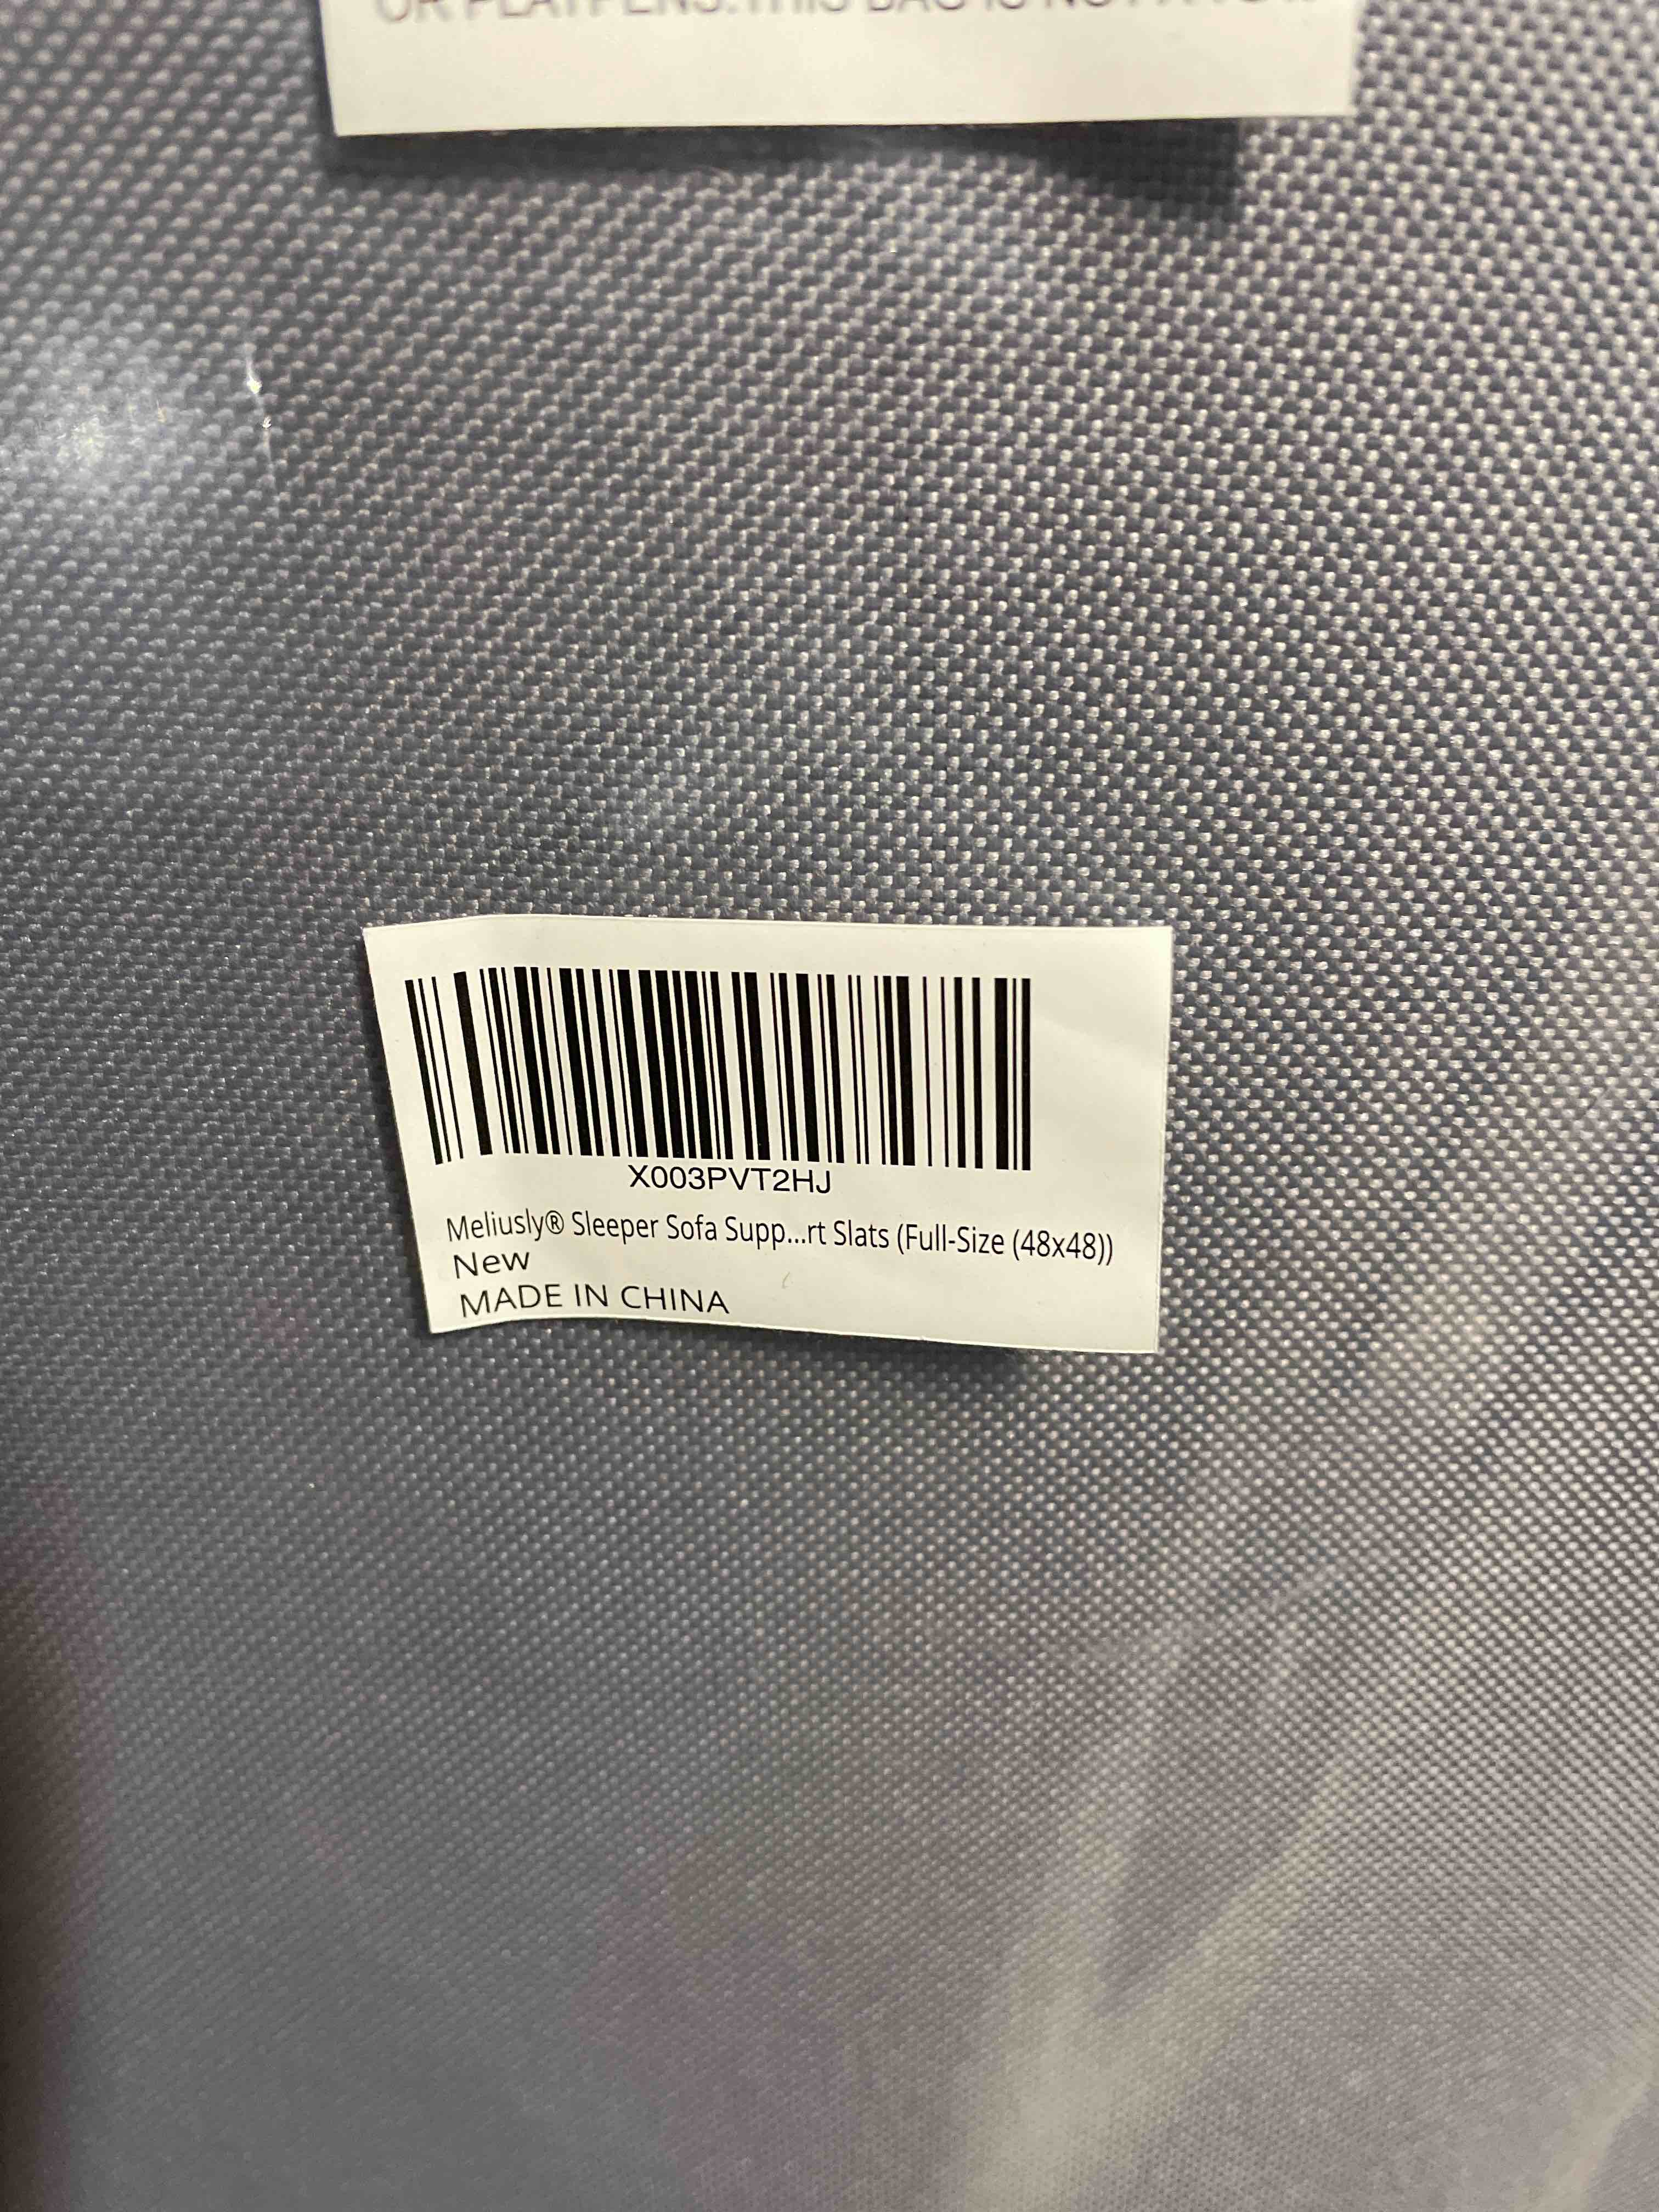 X003PVT2HJ
Meliusly® Sleeper Sofa Supp...rt Slats (Full-Size (48x48))
New
MADE IN CHINA